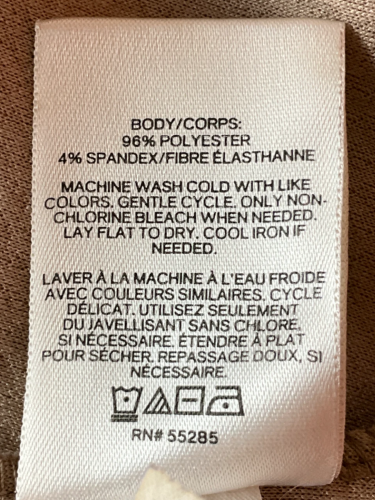 BODY/CORPS:
96% POLYESTER
4% SPANDEX/FIBRE ÉLASTHANNE
MACHINE WASH COLD WITH LIKE
COLORS. GENTLE CYCLE. ONLY NON-
CHLORINE BLEACH WHEN NEEDED.
LAY FLAT TO DRY. COOL IRON IF
NEEDED.
LAVER À LA MACHINE À L'EAU FROIDE
AVEC COULEURS SIMILAIRES. CYCLE
DÉLICAT. UTILISEZ SEULEMENT
DU JAVELLISANT SANS CHLORE,
SI NÉCESSAIRE. ÉTENDRE À PLAT
POUR SÉCHER. REPASSAGE DOUX, SI
NÉCESSAIRE.
RN# 55285